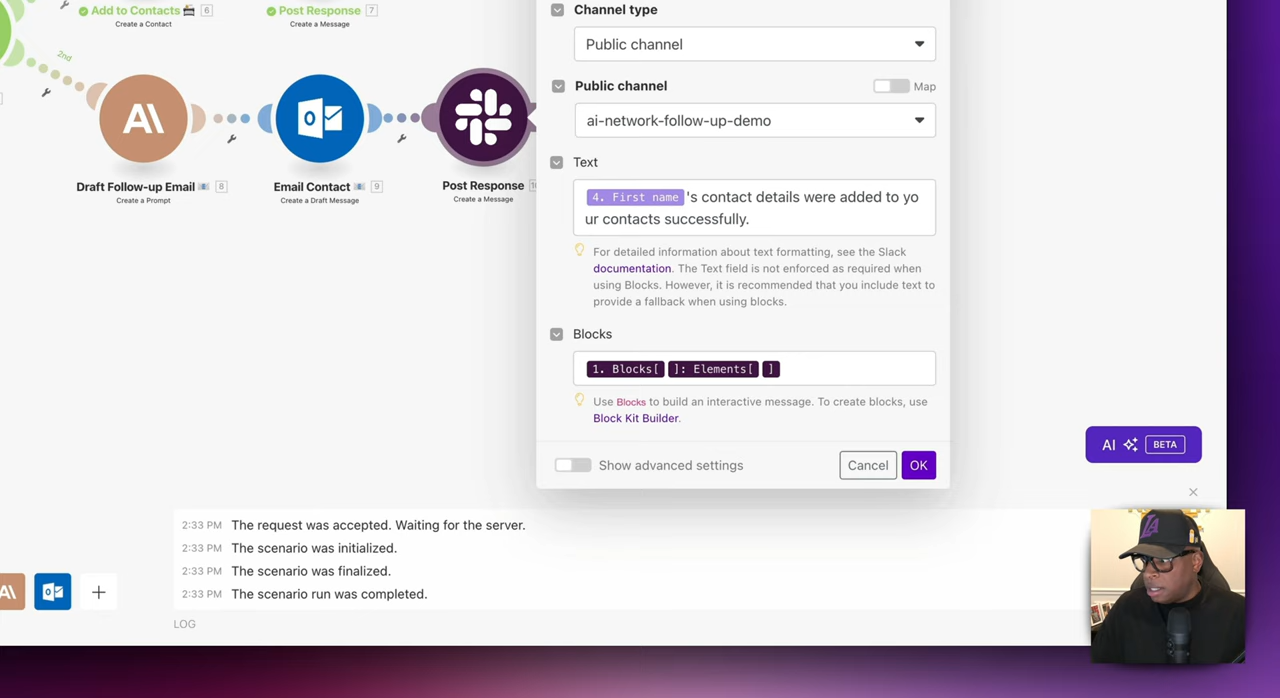 Add to Contacts 6
Create a Contact
Post Response 7
Create a Message
2nd
Draft Follow-up Email 8
Create a Prompt
Email Contact 9
Create a Draft Message
Post Response
Create a Message
Channel type
Public channel
Public channel
Map
ai-network-follow-up-demo
Text
4. First name 's contact details were added to yo
ur contacts successfully.
For detailed information about text formatting, see the Slack
documentation. The Text field is not enforced as required when
using Blocks. However, it is recommended that you include text to
provide a fallback when using blocks.
Blocks
1. Blocks[ ]: Elements[ ]
Use Blocks to build an interactive message. To create blocks, use
Block Kit Builder.
Show advanced settings
Cancel
OK
AI BETA
2:33 PM The request was accepted. Waiting for the server.
2:33 PM The scenario was initialized.
2:33 PM The scenario was finalized.
2:33 PM The scenario run was completed.
LOG